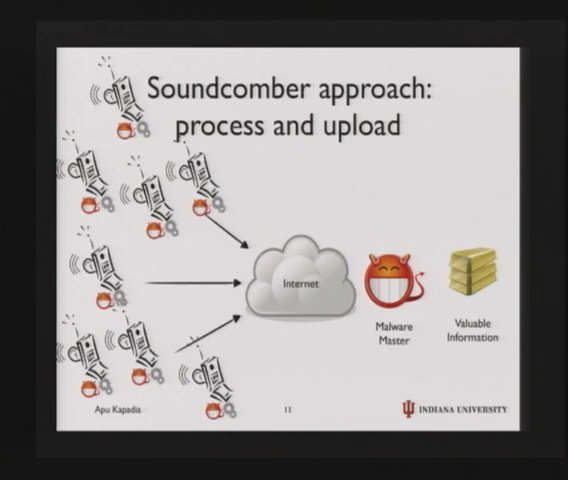 Soundcomber approach:
process and upload
Internet
Malware
Master
Valuable
Information
Apu Kapadia
11
INDIANA UNIVERSITY